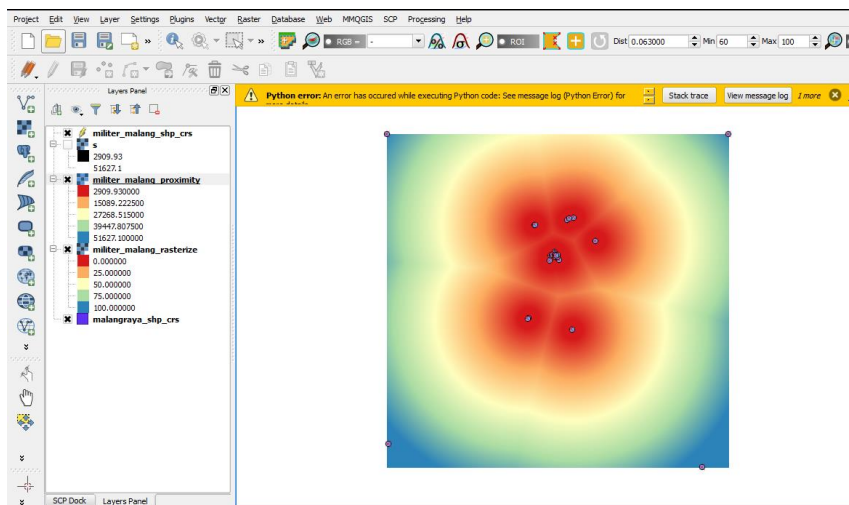 Project Edit View Layer Settings Plugins Vector Raster Database Web MMQGIS SCP Processing Help
» » RGB = - ROI Dist 0.063000 Min 60 Max 100
Layers Panel
Python error: An error has occured while executing Python code: See message log (Python Error) for
more details
Stack trace View message log 1 more
militer_malang_shp_crs
s
2909.93
51627.1
militer_malang_proximity
2909.930000
15089.222500
27268.515000
39447.807500
51627.100000
militer_malang_rasterize
0.000000
25.000000
50.000000
75.000000
100.000000
malangraya_shp_crs
SCP Dock Layers Panel